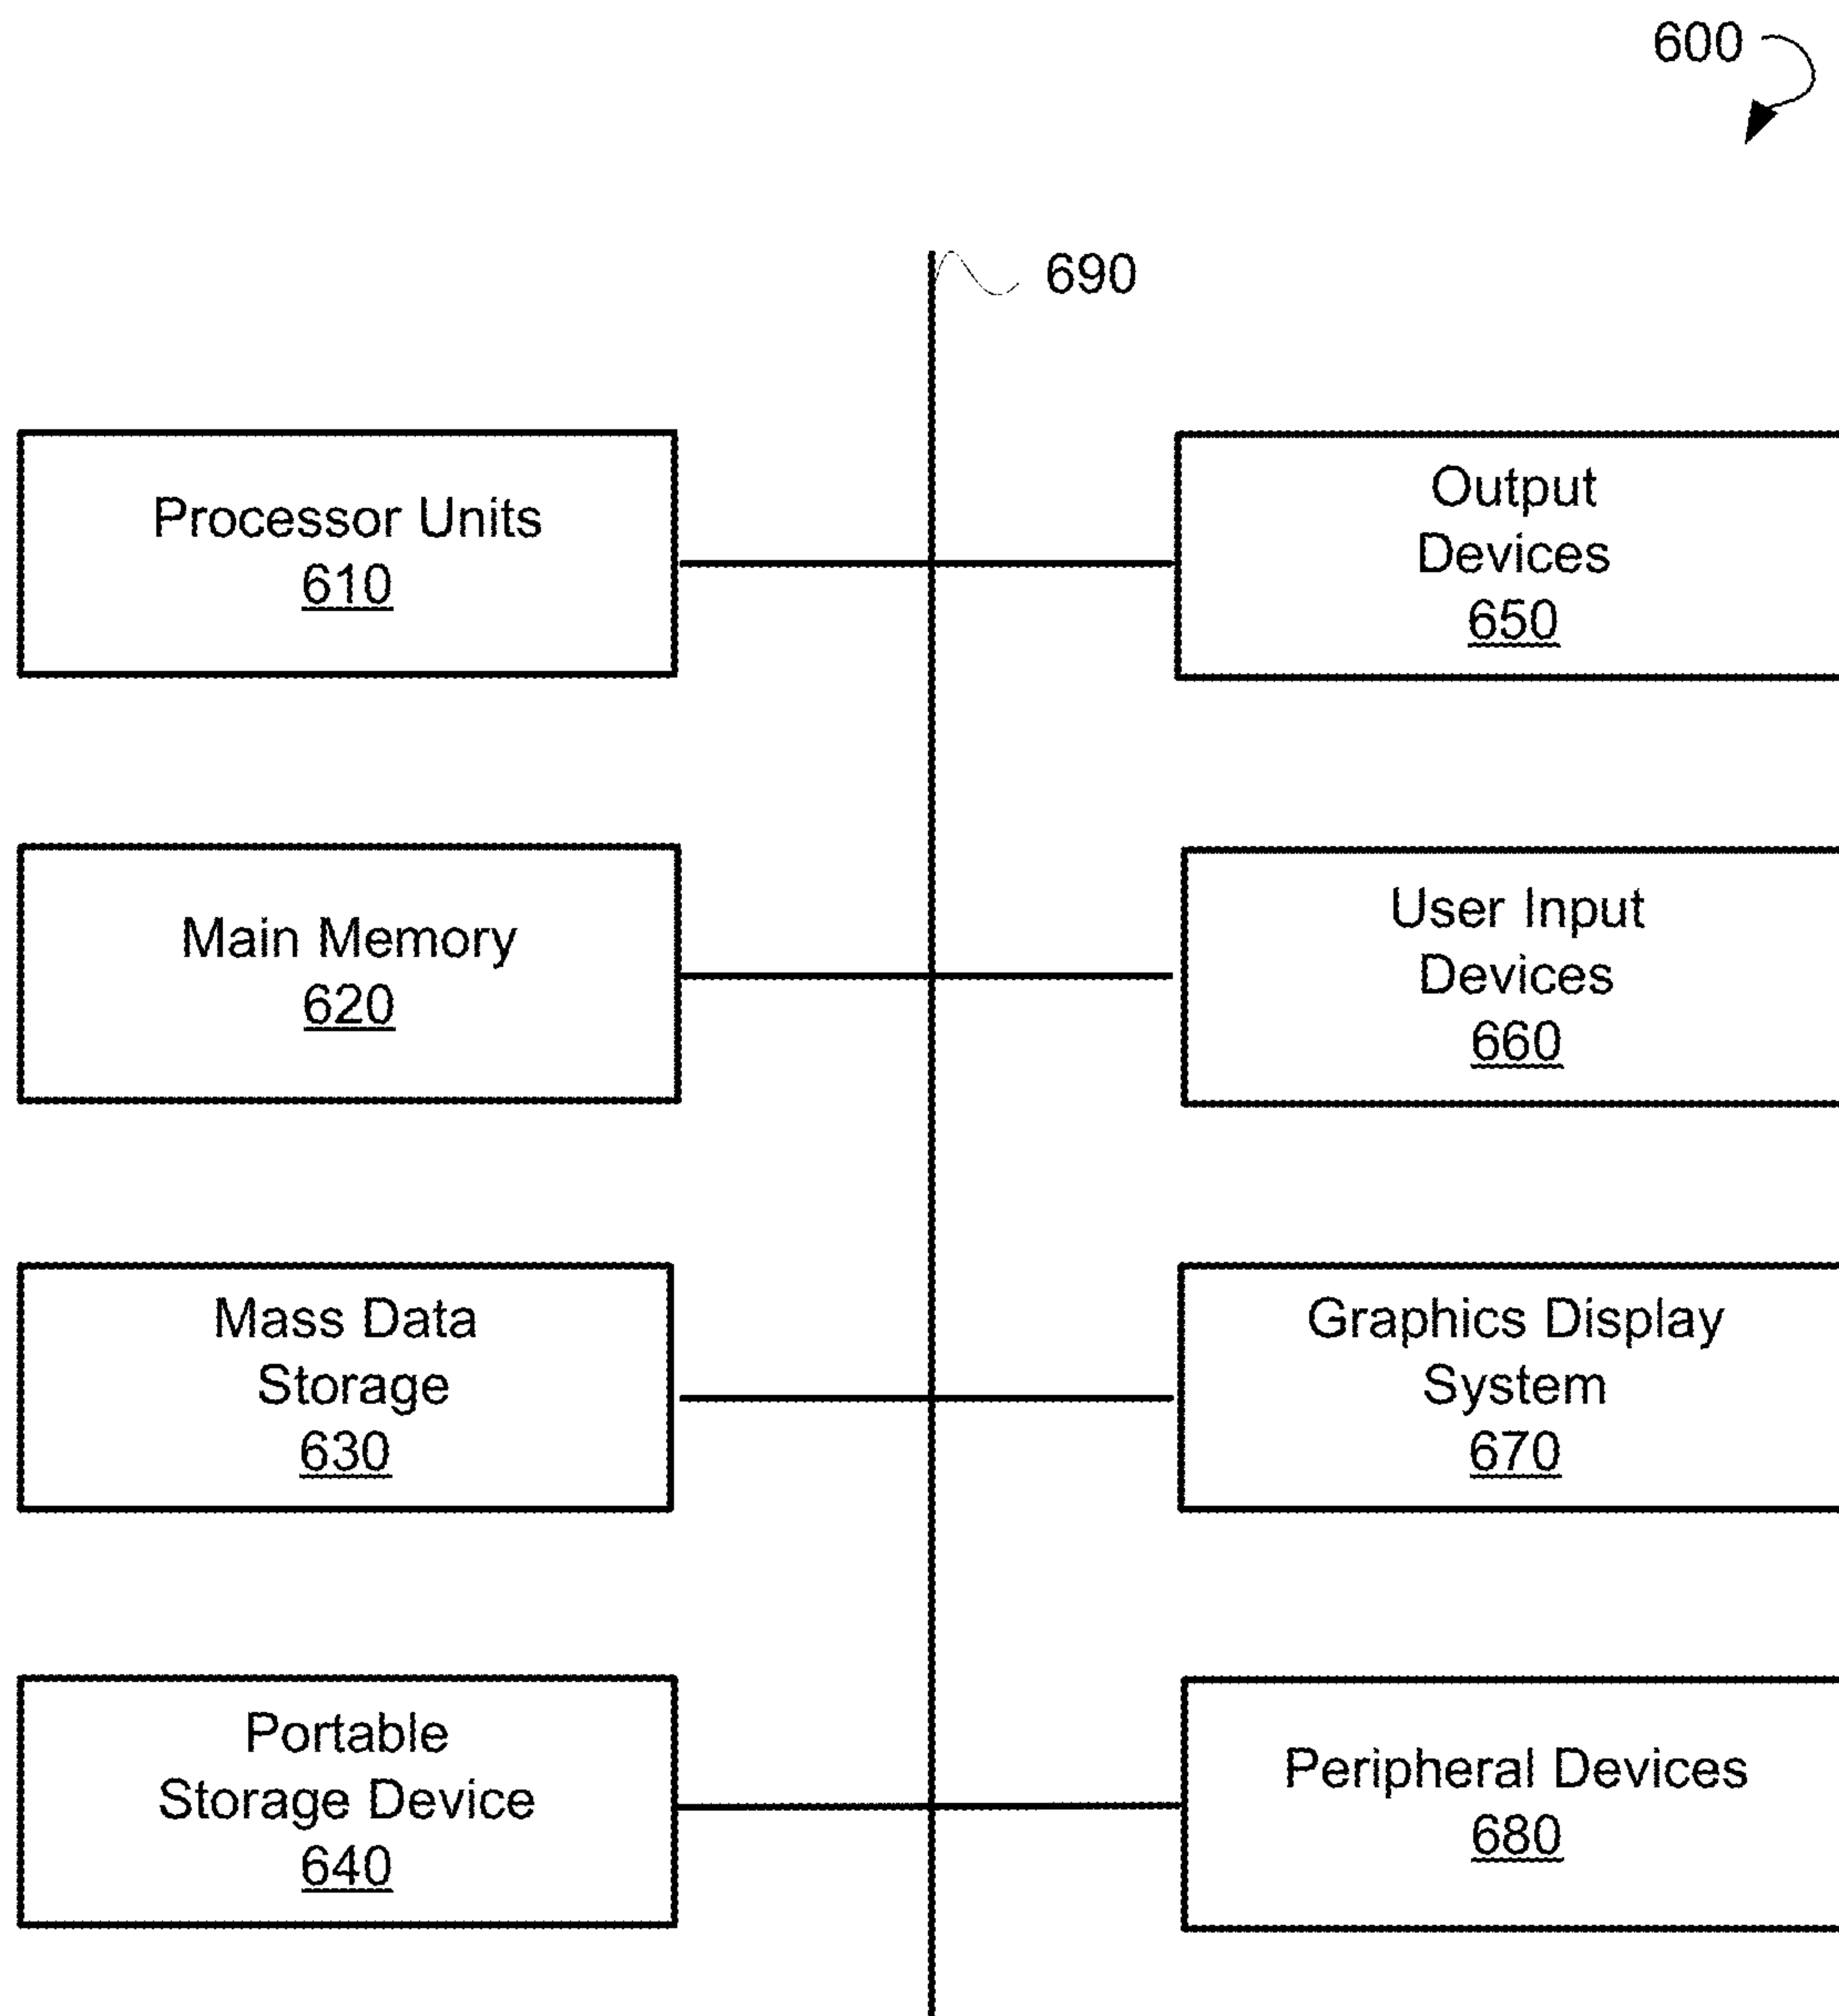 600
690
Processor Units
610
Output
Devices
650
Main Memory
620
User Input
Devices
660
Mass Data
Storage
630
Graphics Display
System
670
Portable
Storage Device
640
Peripheral Devices
680